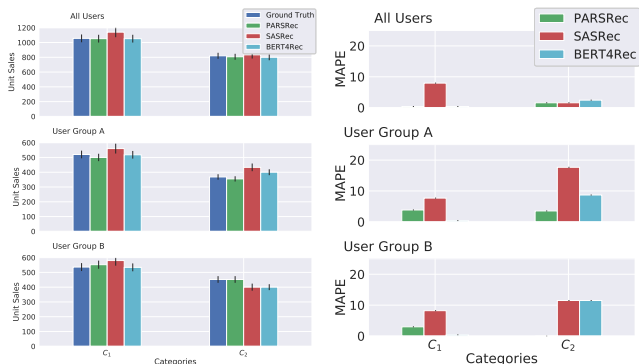 All Users
Ground Truth
PARSRec
SASRec
BERT4Rec
Unit Sales
1200
1000
800
600
400
200
0
User Group A
Unit Sales
600
500
400
300
200
100
0
User Group B
Unit Sales
600
500
400
300
200
100
0
C1
C2
Categories
All Users
PARSRec
SASRec
BERT4Rec
MAPE
20
10
0
User Group A
MAPE
20
10
0
User Group B
MAPE
20
10
0
C1
C2
Categories